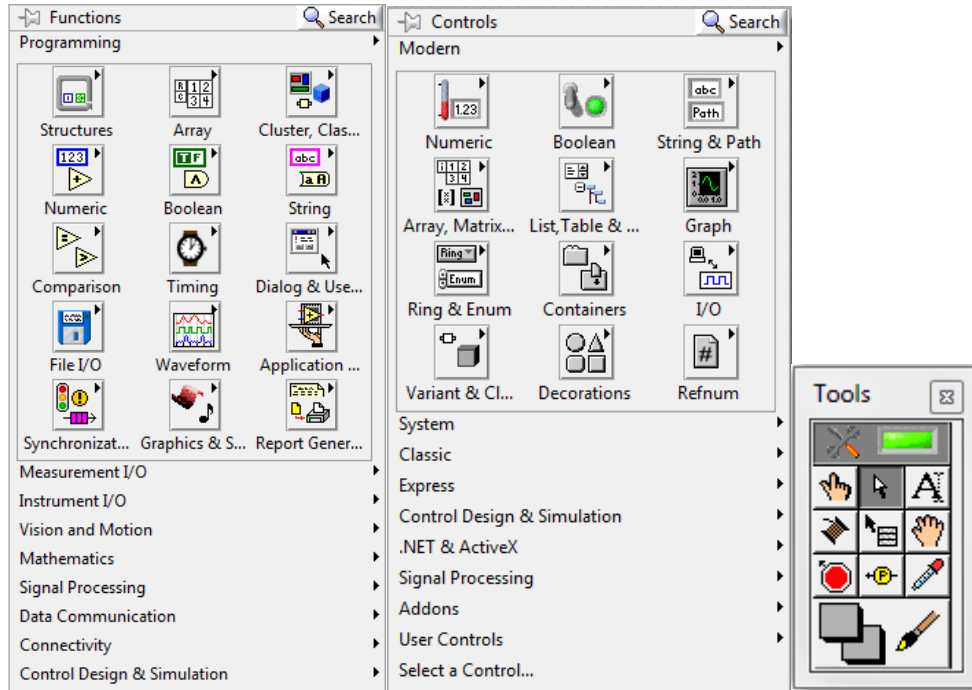 Functions
Search
Programming
Structures
Array
Cluster, Clas...
Numeric
Boolean
String
Comparison
Timing
Dialog & Use...
File I/O
Waveform
Application ...
Synchronizat...
Graphics & S...
Report Gener...
Measurement I/O
Instrument I/O
Vision and Motion
Mathematics
Signal Processing
Data Communication
Connectivity
Control Design & Simulation
Controls
Search
Modern
Numeric
Boolean
String & Path
Array, Matrix...
List, Table & ...
Graph
Ring & Enum
Containers
I/O
Variant & Cl...
Decorations
Refnum
System
Classic
Express
Control Design & Simulation
.NET & ActiveX
Signal Processing
Addons
User Controls
Select a Control...
Tools